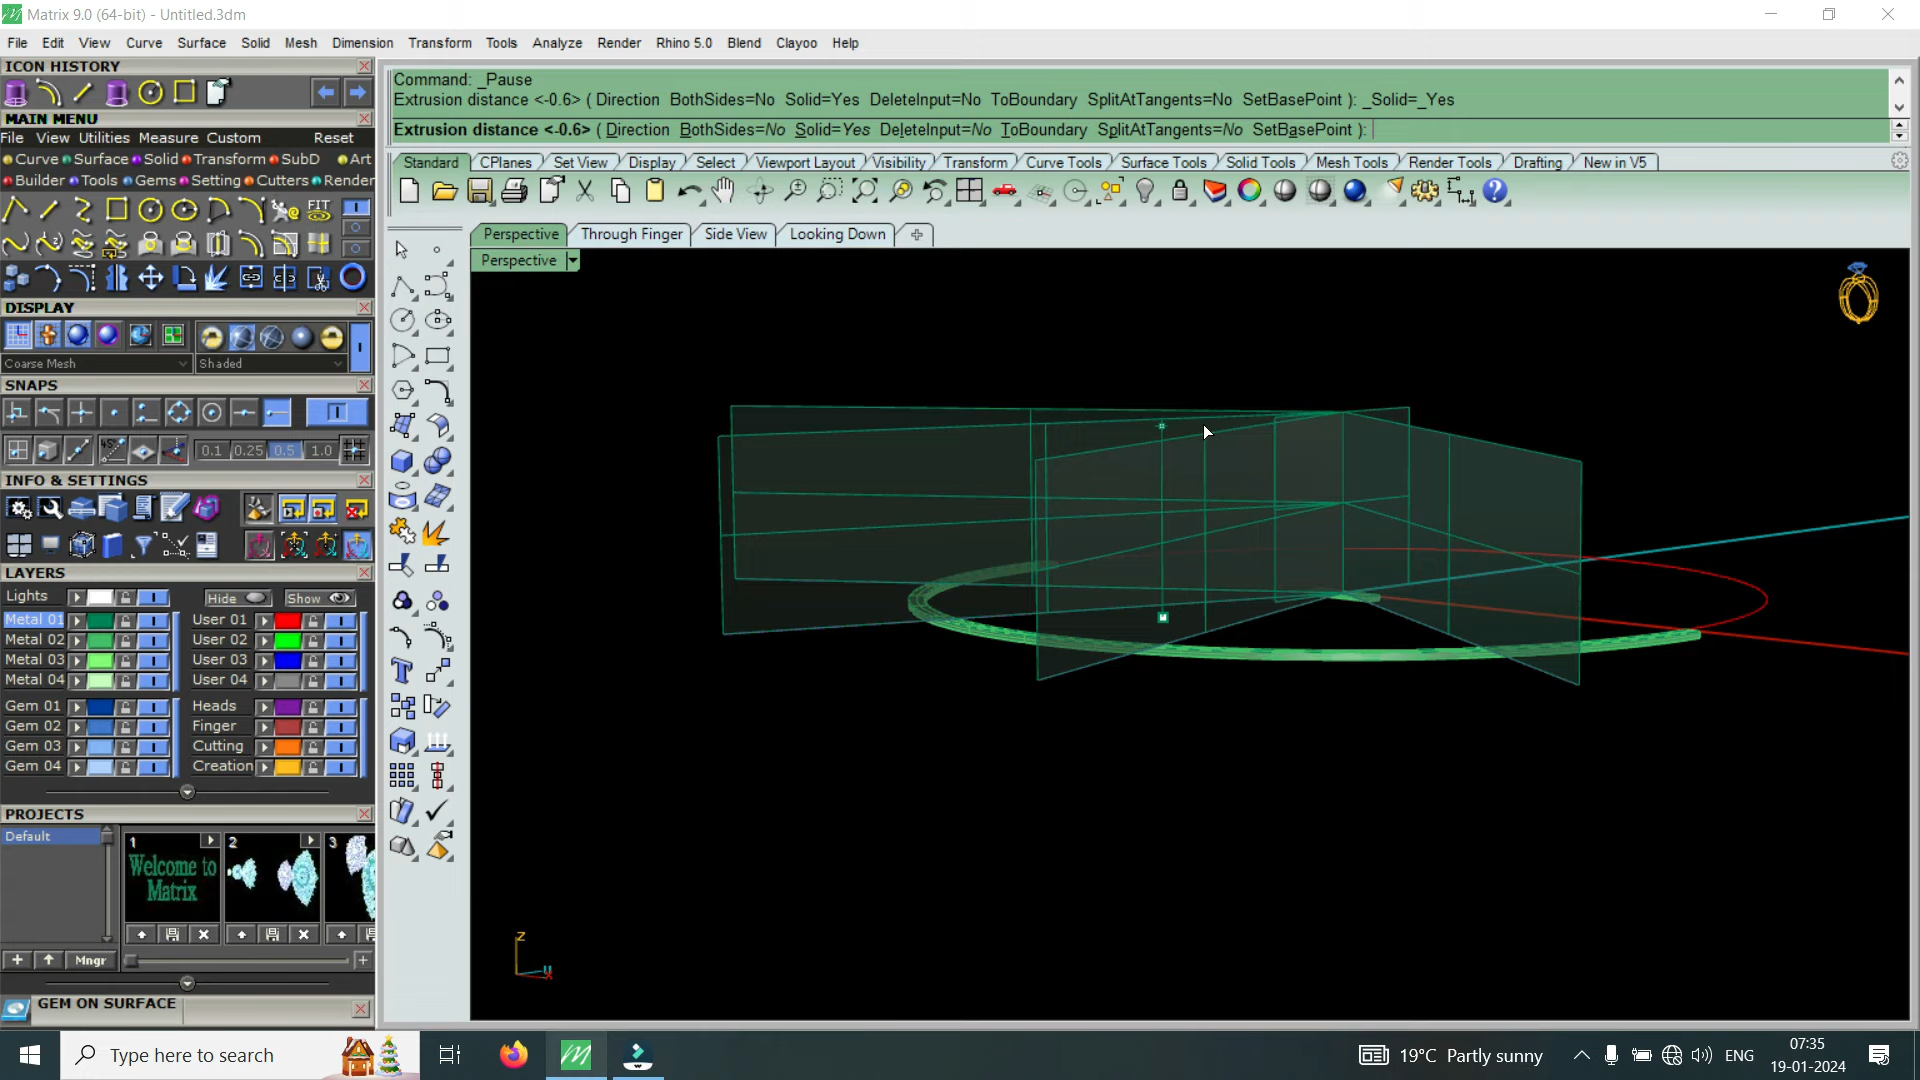 Matrix 9.0 (64-bit) - Untitled.3dm
File Edit View Curve Surface Solid Mesh Dimension Transform Tools Analyze Render Rhino 5.0 Blend Clayoo Help
ICON HISTORY
MAIN MENU
File View Utilities Measure Custom Reset
Curve Surface Solid Transform SubD Art
Builder Tools Gems Setting Cutters Render
FIT
DISPLAY
Coarse Mesh Shaded
SNAPS
45°
0.1 0.25 0.5 1.0
INFO & SETTINGS
LAYERS
Lights Hide Show
Metal 01 User 01
Metal 02 User 02
Metal 03 User 03
Metal 04 User 04
Gem 01 Heads
Gem 02 Finger
Gem 03 Cutting
Gem 04 Creation
PROJECTS
Default
1 2 3
Welcome to
Matrix
Mngr
GEM ON SURFACE
Command: _Pause
Extrusion distance <-0.6> ( Direction BothSides=No Solid=Yes DeleteInput=No ToBoundary SplitAtTangents=No SetBasePoint ): _Solid=_Yes
Extrusion distance <-0.6> ( Direction BothSides=No Solid=Yes DeleteInput=No ToBoundary SplitAtTangents=No SetBasePoint ):
Standard CPlanes Set View Display Select Viewport Layout Visibility Transform Curve Tools Surface Tools Solid Tools Mesh Tools Render Tools Drafting New in V5
Perspective Through Finger Side View Looking Down
Perspective
z
y
x
Type here to search
19°C Partly sunny
ENG
07:35
19-01-2024